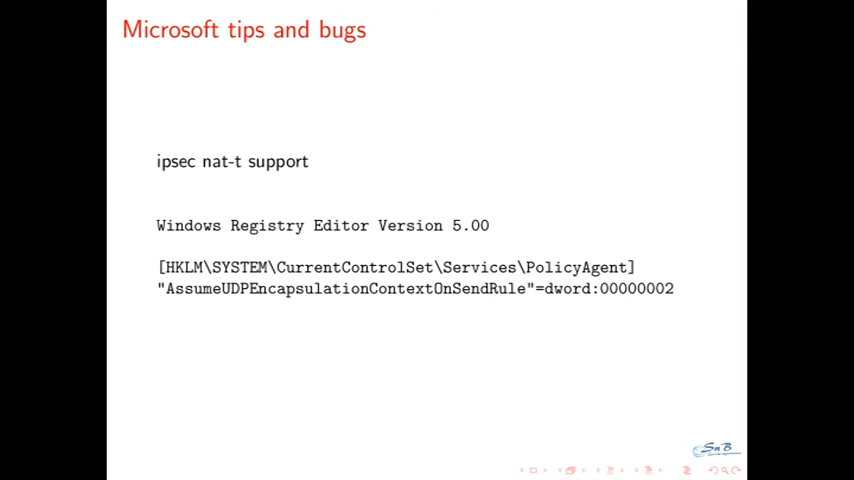 Microsoft tips and bugs
ipsec nat-t support
Windows Registry Editor Version 5.00
[HKLM\SYSTEM\CurrentControlSet\Services\PolicyAgent]
"AssumeUDPEncapsulationContextOnSendRule"=dword:00000002
SnB